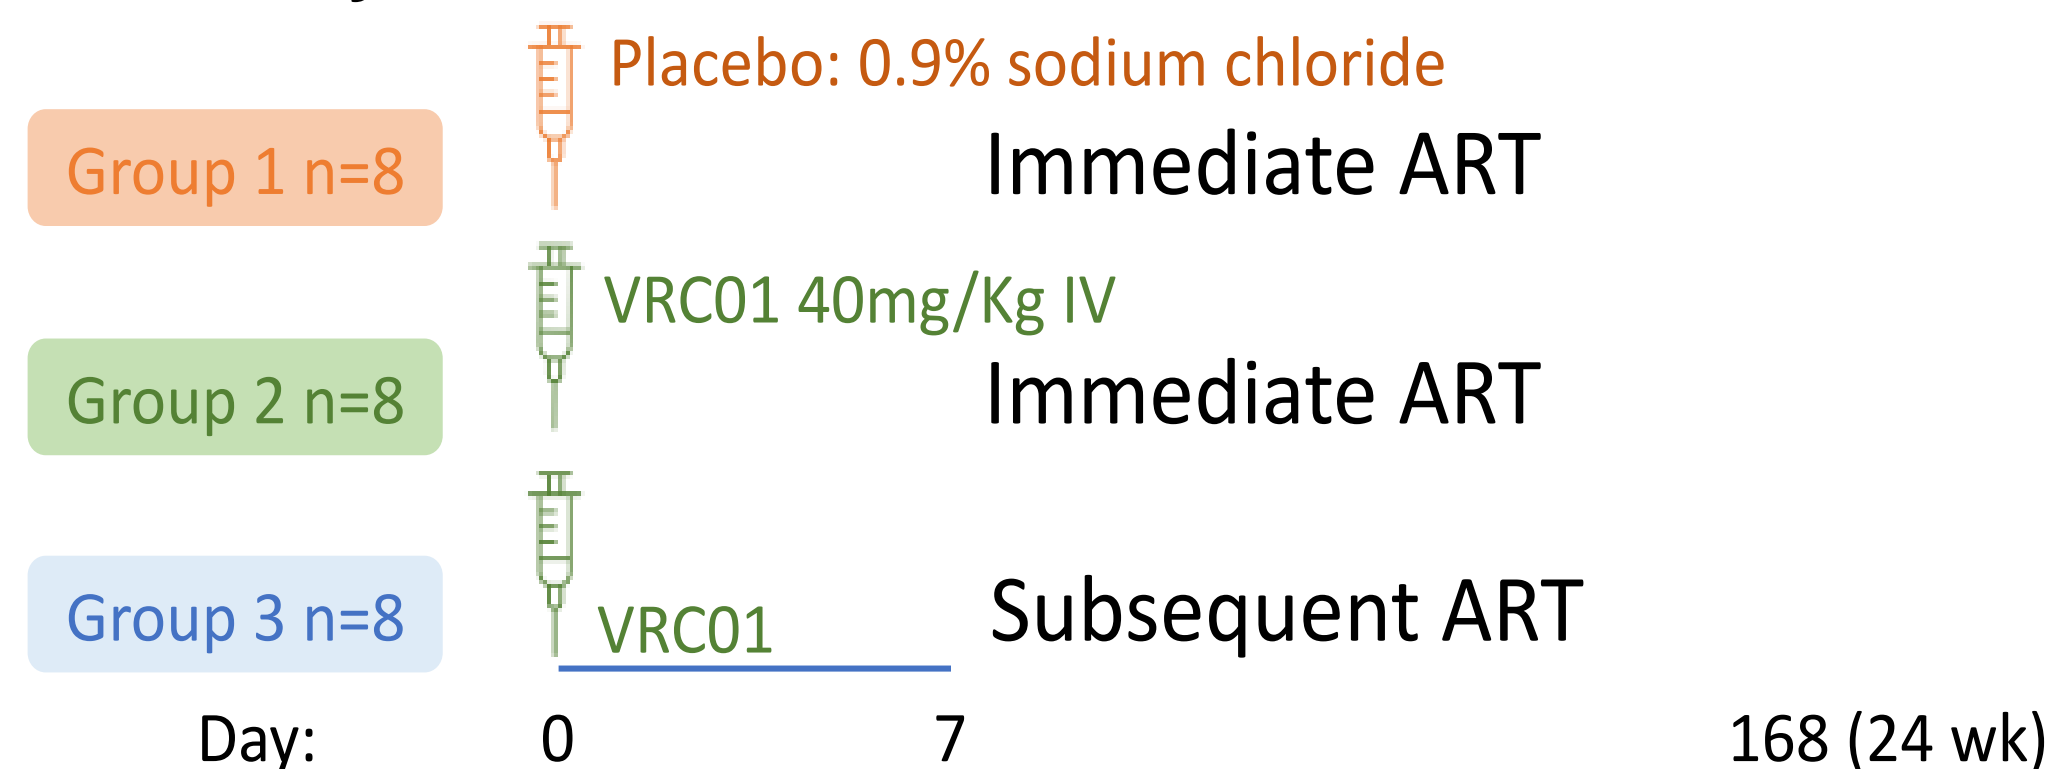 Placebo: 0.9% sodium chloride
Group 1 n=8
Immediate ART
VRC01 40mg/Kg IV
Group 2 n=8
Immediate ART
Group 3 n=8
VRC01
Subsequent ART
Day: 0 7 168 (24 wk)